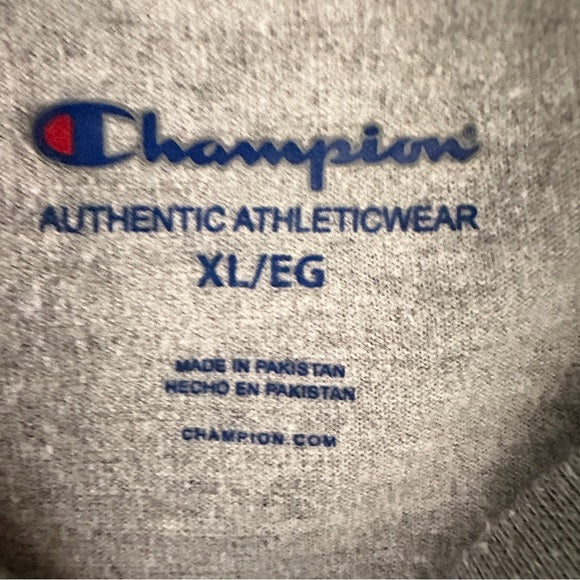 Champion®
AUTHENTIC ATHLETICWEAR
XL/EG
MADE IN PAKISTAN
HECHO EN PAKISTAN
CHAMPION.COM